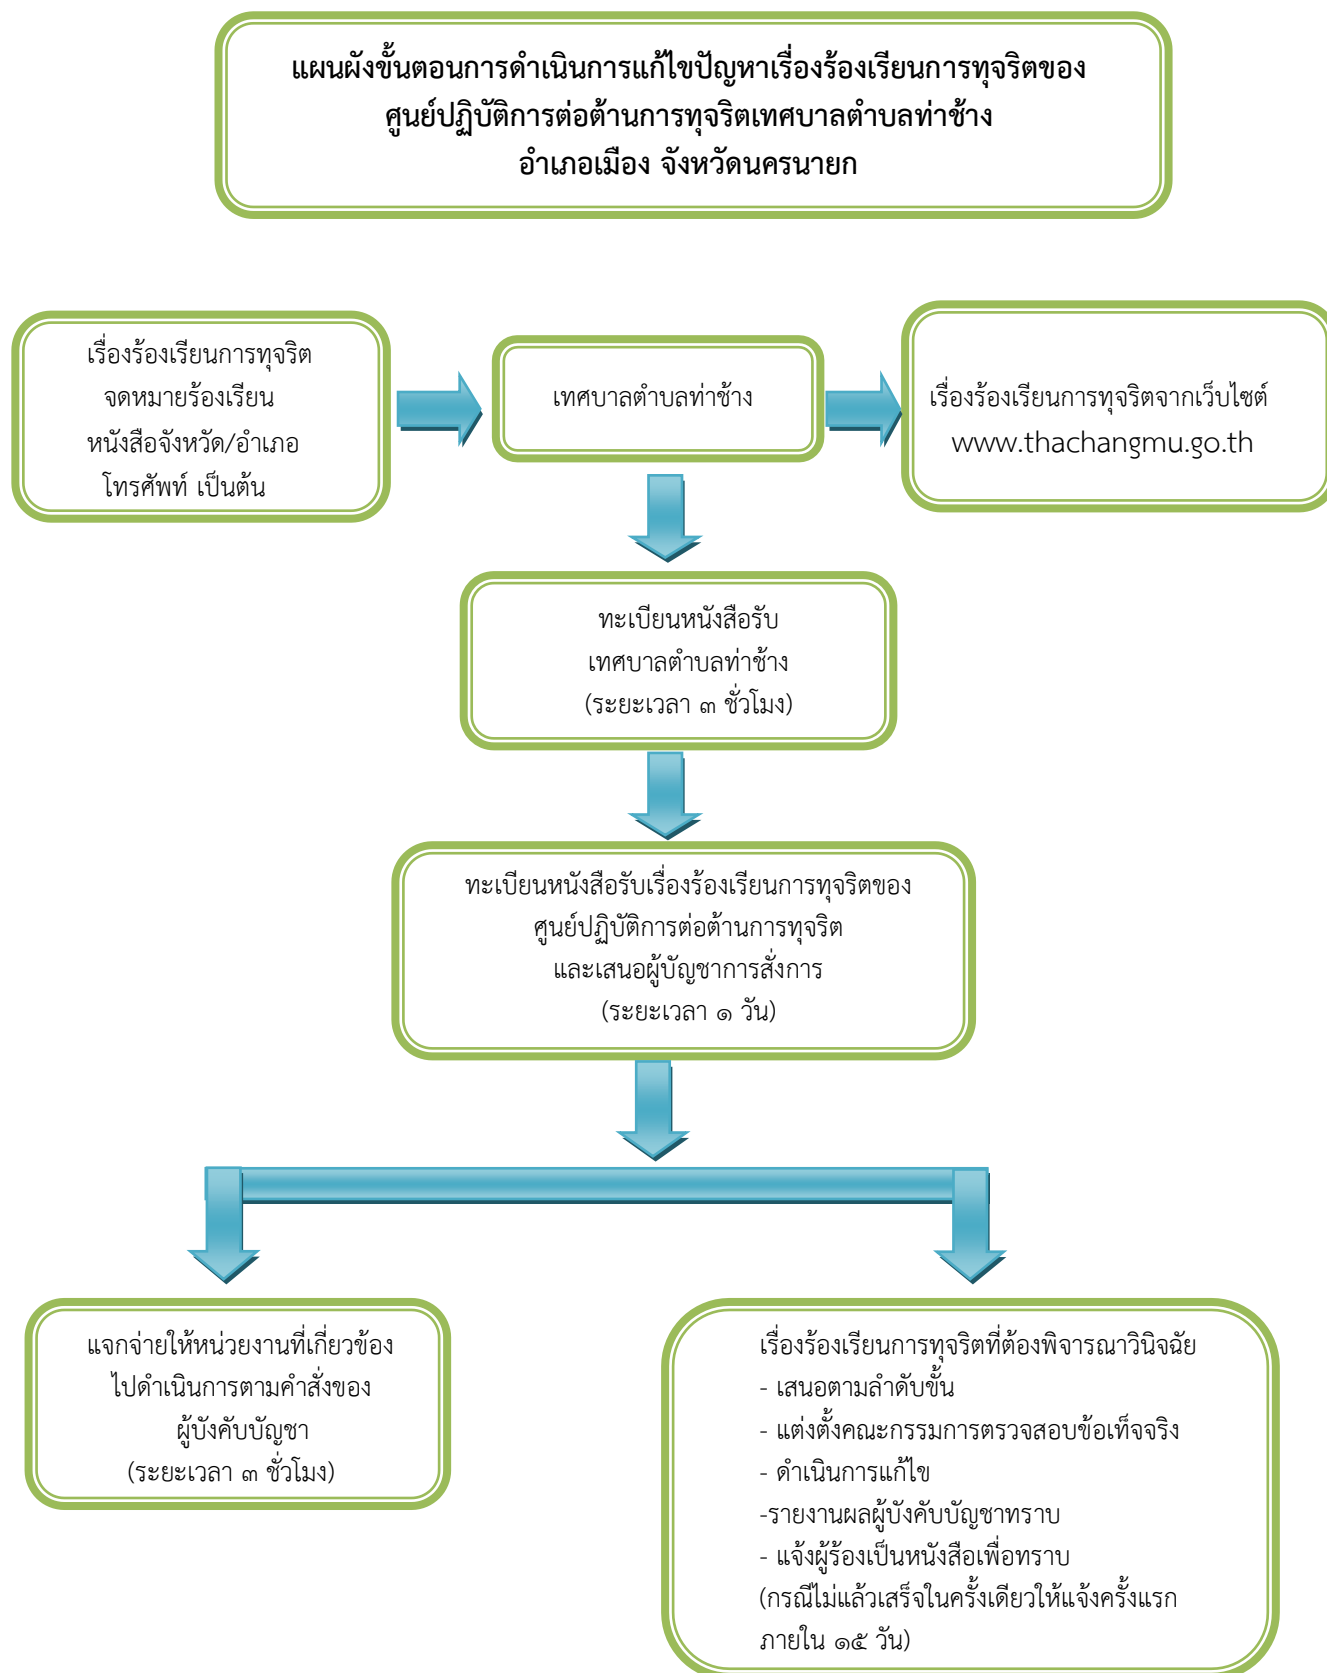 แผนผังขั้นตอนการดำเนินการแก้ไขปัญหาเรื่องร้องเรียนการทุจริตของ
ศูนย์ปฏิบัติการต่อต้านการทุจริตเทศบาลตำบลท่าช้าง
อำเภอเมือง จังหวัดนครนายก
เรื่องร้องเรียนการทุจริต
จดหมายร้องเรียน
หนังสือจังหวัด/อำเภอ
โทรศัพท์ เป็นต้น
เทศบาลตำบลท่าช้าง
เรื่องร้องเรียนการทุจริตจากเว็บไซต์
www.thachangmu.go.th
ทะเบียนหนังสือรับ
เทศบาลตำบลท่าช้าง
(ระยะเวลา ๓ ชั่วโมง)
ทะเบียนหนังสือรับเรื่องร้องเรียนการทุจริตของ
ศูนย์ปฏิบัติการต่อต้านการทุจริต
และเสนอผู้บัญชาการสั่งการ
(ระยะเวลา ๑ วัน)
แจกจ่ายให้หน่วยงานที่เกี่ยวข้อง
ไปดำเนินการตามคำสั่งของ
ผู้บังคับบัญชา
(ระยะเวลา ๓ ชั่วโมง)
เรื่องร้องเรียนการทุจริตที่ต้องพิจารณาวินิจฉัย
- เสนอตามลำดับขั้น
- แต่งตั้งคณะกรรมการตรวจสอบข้อเท็จจริง
- ดำเนินการแก้ไข
-รายงานผลผู้บังคับบัญชาทราบ
- แจ้งผู้ร้องเป็นหนังสือเพื่อทราบ
(กรณีไม่แล้วเสร็จในครั้งเดียวให้แจ้งครั้งแรก
ภายใน ๑๕ วัน)